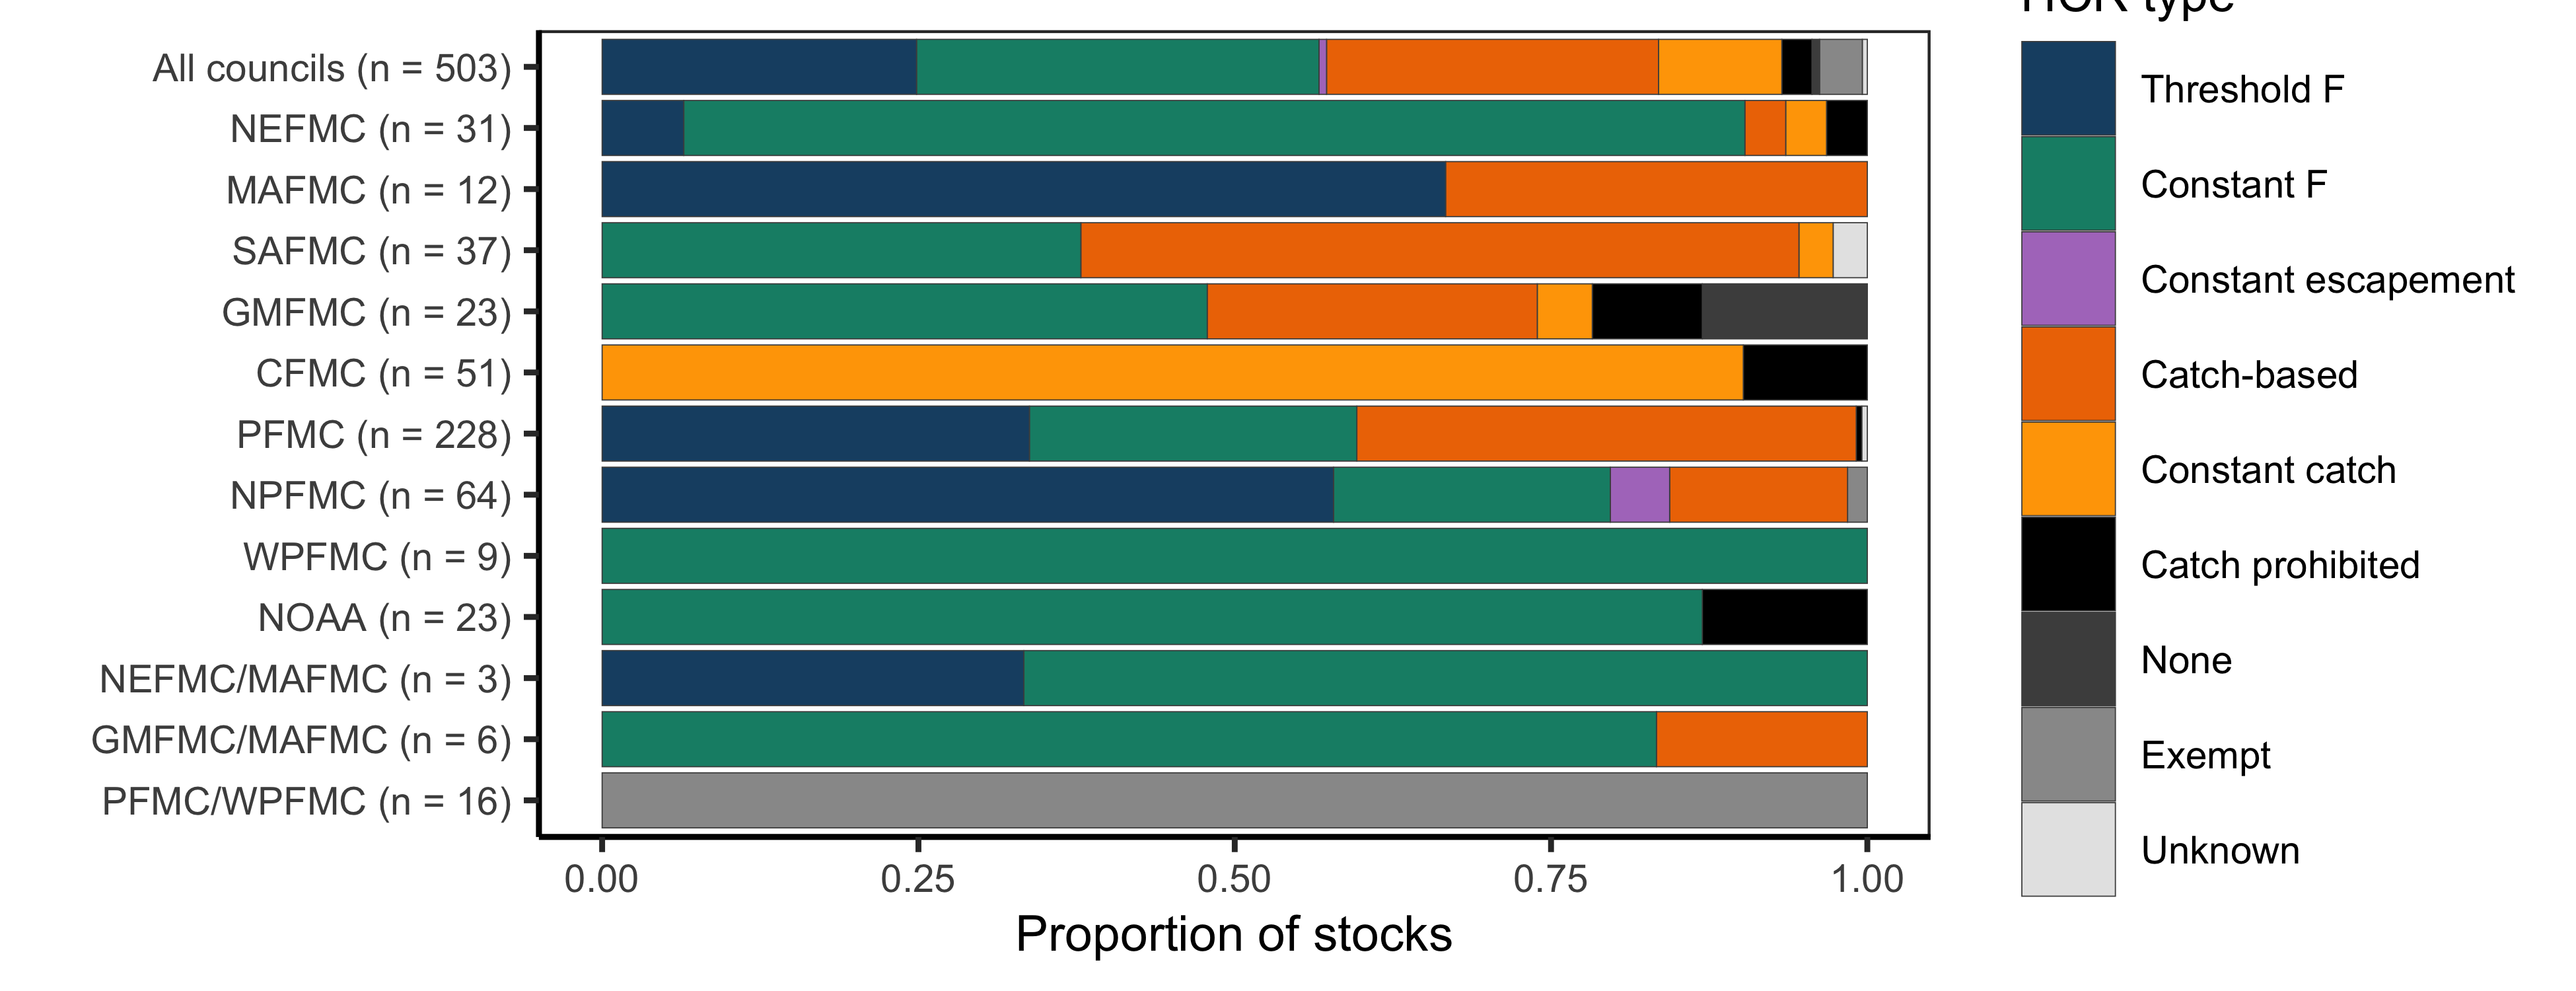 HCR type
All councils (n = 503)
NEFMC (n = 31)
MAFMC (n = 12)
SAFMC (n = 37)
GMFMC (n = 23)
CFMC (n = 51)
PFMC (n = 228)
NPFMC (n = 64)
WPFMC (n = 9)
NOAA (n = 23)
NEFMC/MAFMC (n = 3)
GMFMC/MAFMC (n = 6)
PFMC/WPFMC (n = 16)
0.00 0.25 0.50 0.75 1.00
Proportion of stocks
Threshold F
Constant F
Constant escapement
Catch-based
Constant catch
Catch prohibited
None
Exempt
Unknown